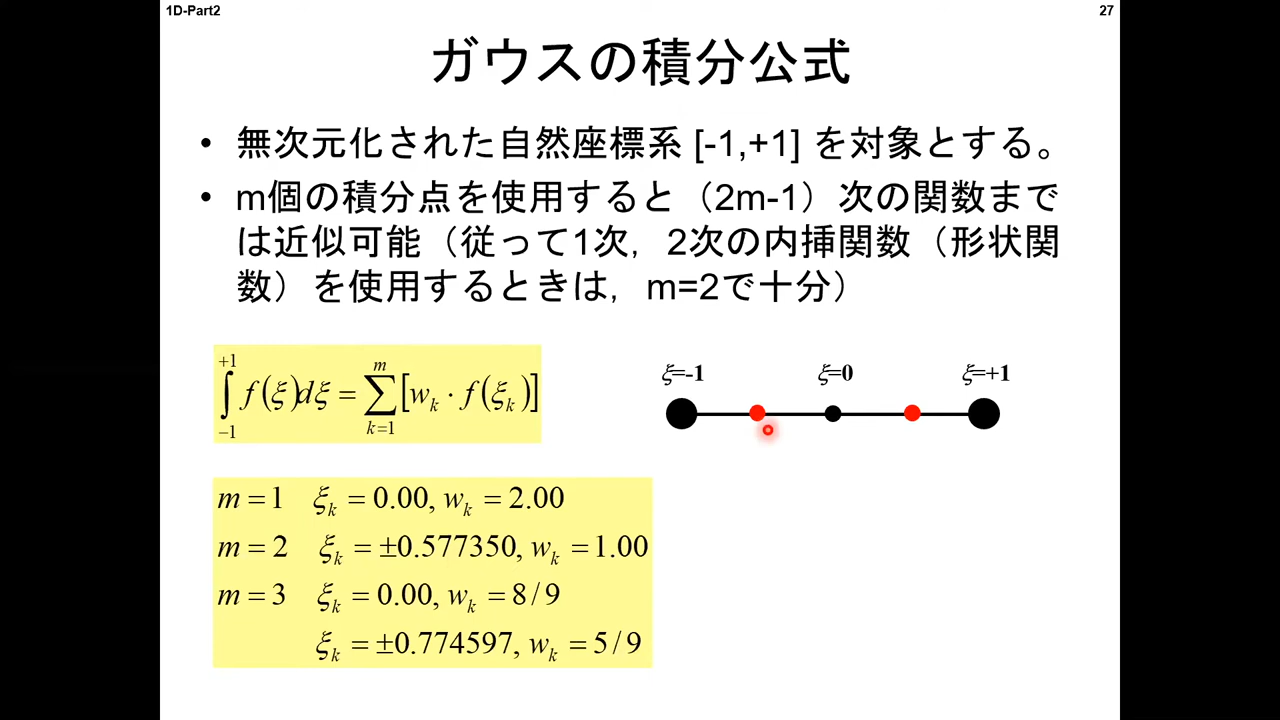 1D-Part2
27
ガウスの積分公式
• 無次元化された自然座標系 [-1,+1] を対象とする。
• m個の積分点を使用すると（2m-1）次の関数まで
は近似可能（従って1次，2次の内挿関数（形状関
数）を使用するときは，m=2で十分）
∫_{-1}^{+1} f(ξ)dξ = ∑_{k=1}^{m} [w_k · f(ξ_k)]
ξ=-1 ξ=0 ξ=+1
m = 1 ξ_k = 0.00, w_k = 2.00
m = 2 ξ_k = ±0.577350, w_k = 1.00
m = 3 ξ_k = 0.00, w_k = 8/9
ξ_k = ±0.774597, w_k = 5/9